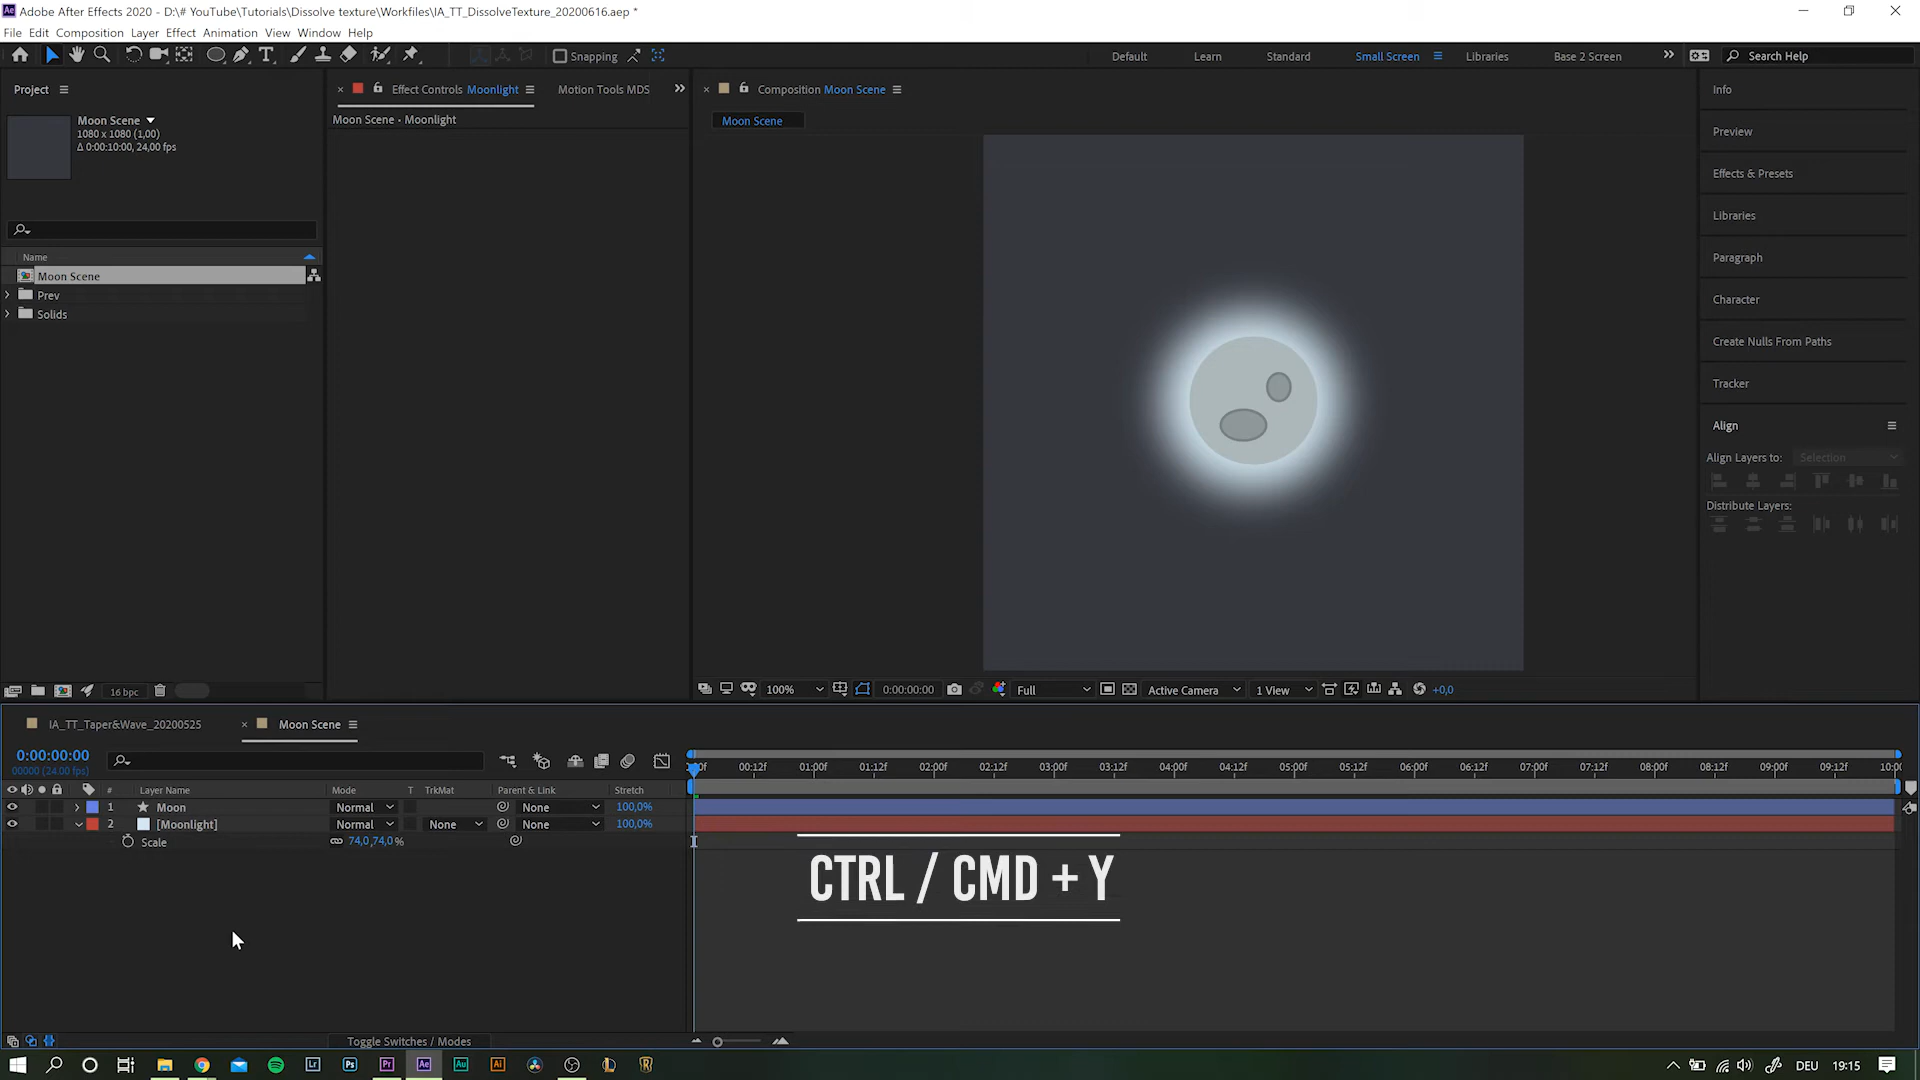 Adobe After Effects 2020 - D:\# YouTube\Tutorials\Dissolve texture\Workfiles\IA_TT_DissolveTexture_20200616.aep *
File Edit Composition Layer Effect Animation View Window Help
Snapping
Default Learn Standard Small Screen Libraries Base 2 Screen Search Help
Project
Moon Scene
1080 x 1080 (1,00)
Δ 0:00:10:00, 24,00 fps
Name
Moon Scene
Prev
Solids
16 bpc
Effect Controls Moonlight
Motion Tools MDS
Moon Scene • Moonlight
Composition Moon Scene
Moon Scene
100%
0:00:00:00
Full
Active Camera
1 View
+0,0
Info
Preview
Effects & Presets
Libraries
Paragraph
Character
Create Nulls From Paths
Tracker
Align
Align Layers to: Selection
Distribute Layers:
IA_TT_Taper&Wave_20200525
Moon Scene
0:00:00:00
00000 (24.00 fps)
# Layer Name Mode T TrkMat Parent & Link Stretch
1 Moon Normal None 100,0%
2 [Moonlight] Normal None None 100,0%
Scale 74,0,74,0%
00f 00:12f 01:00f 01:12f 02:00f 02:12f 03:00f 03:12f 04:00f 04:12f 05:00f 05:12f 06:00f 06:12f 07:00f 07:12f 08:00f 08:12f 09:00f 09:12f 10:00
CTRL / CMD + Y
Toggle Switches / Modes
Lr Ps Pr Ae Au Ai
DEU 19:15